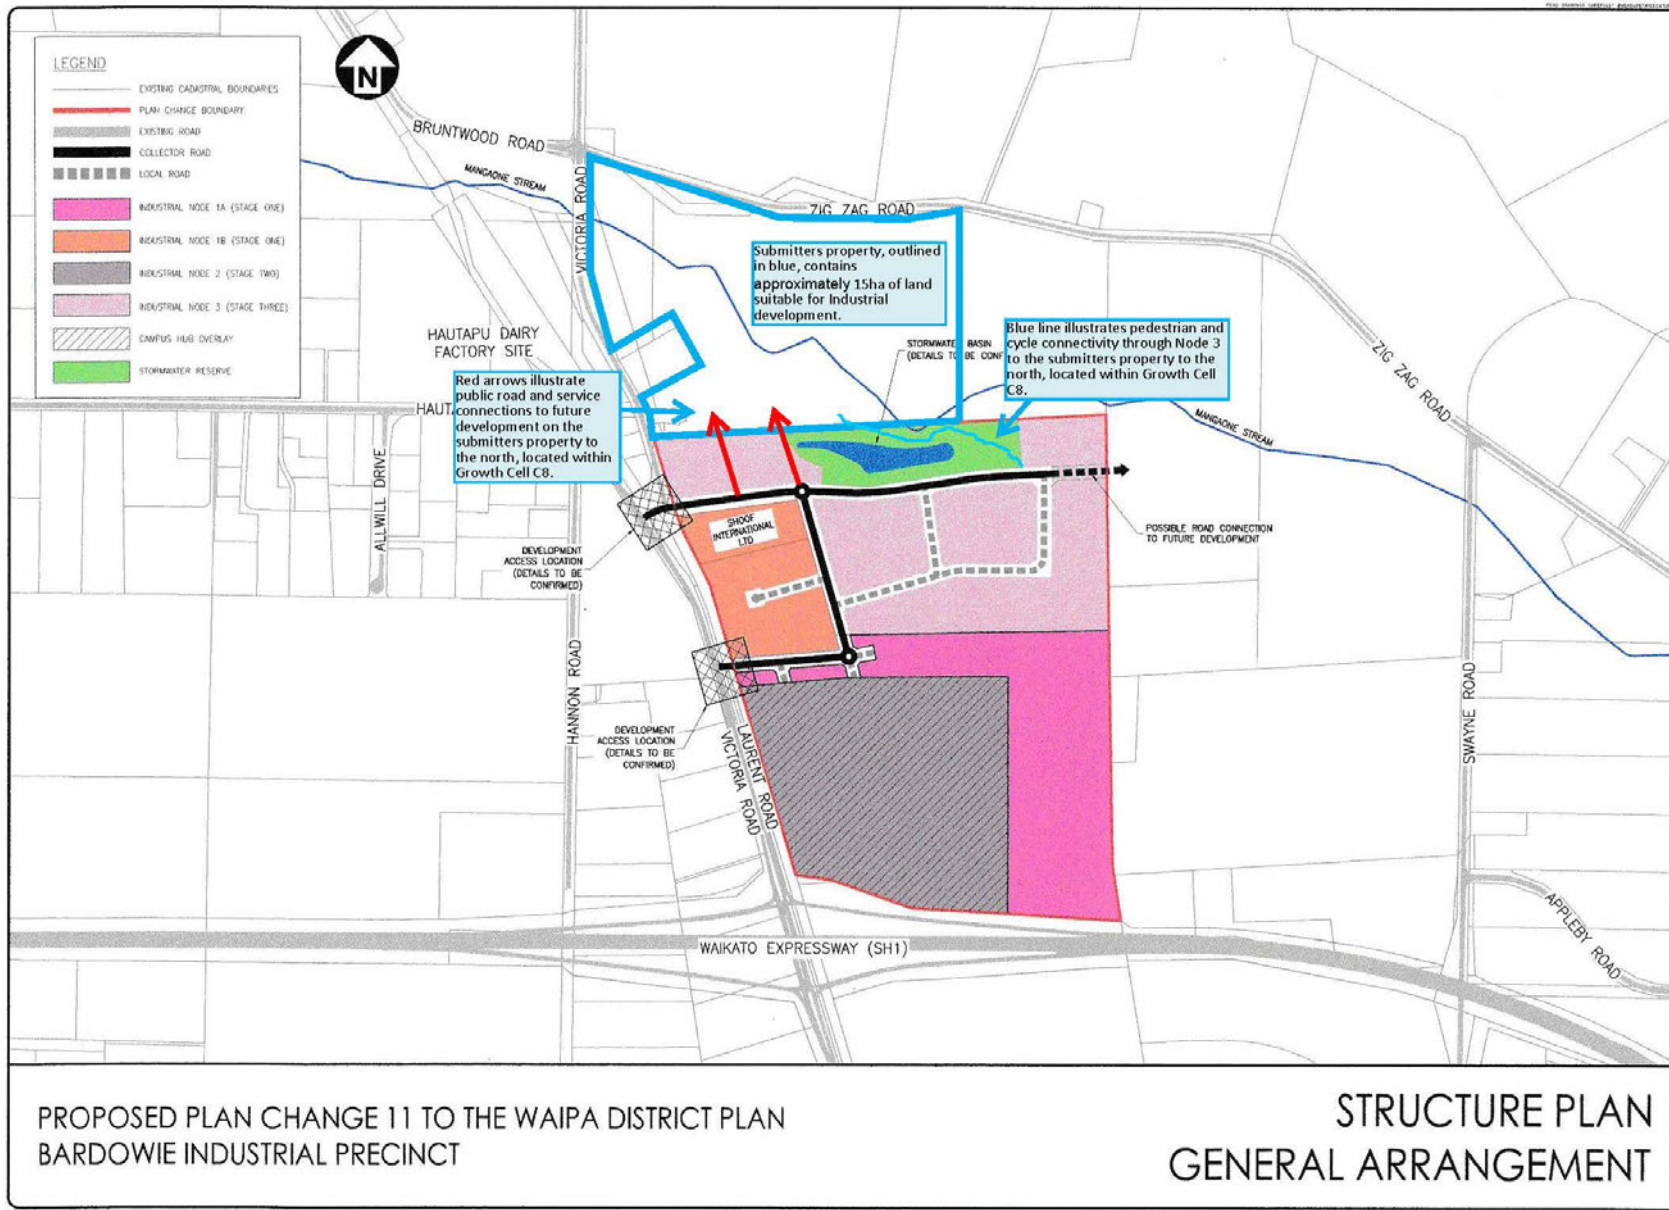 LEGEND
EXISTING CADASTRAL BOUNDARIES
PLAN CHANGE BOUNDARY
EXISTING ROAD
COLLECTOR ROAD
LOCAL ROAD
INDUSTRIAL NODE 1A (STAGE ONE)
INDUSTRIAL NODE 1B (STAGE ONE)
INDUSTRIAL NODE 2 (STAGE TWO)
INDUSTRIAL NODE 3 (STAGE THREE)
CAMPUS HUB OVERLAY
STORMWATER RESERVE
N
BRUNTWOOD ROAD
MANGAONE STREAM
VICTORIA ROAD
ZIG ZAG ROAD
Submitters property, outlined
in blue, contains
approximately 15ha of land
suitable for Industrial
development.
HAUTAPU DAIRY
FACTORY SITE
STORMWATER BASIN
(DETAILS TO BE CONF
Blue line illustrates pedestrian and
cycle connectivity through Node 3
to the submitters property to the
north, located within Growth Cell
C8.
ZIG ZAG ROAD
Red arrows illustrate
public road and service
connections to future
development on the
submitters property to
the north, located within
Growth Cell C8.
HAUT
MANGAONE STREAM
ALLWILL DRIVE
SHOOF
INTERNATIONAL
LTD
POSSIBLE ROAD CONNECTION
TO FUTURE DEVELOPMENT
DEVELOPMENT
ACCESS LOCATION
(DETAILS TO BE
CONFIRMED)
HANNON ROAD
DEVELOPMENT
ACCESS LOCATION
(DETAILS TO BE
CONFIRMED)
LAURENT ROAD
VICTORIA ROAD
SWAYNE ROAD
APPLEBY ROAD
WAIKATO EXPRESSWAY (SH1)
PROPOSED PLAN CHANGE 11 TO THE WAIPA DISTRICT PLAN
BARDOWIE INDUSTRIAL PRECINCT
STRUCTURE PLAN
GENERAL ARRANGEMENT